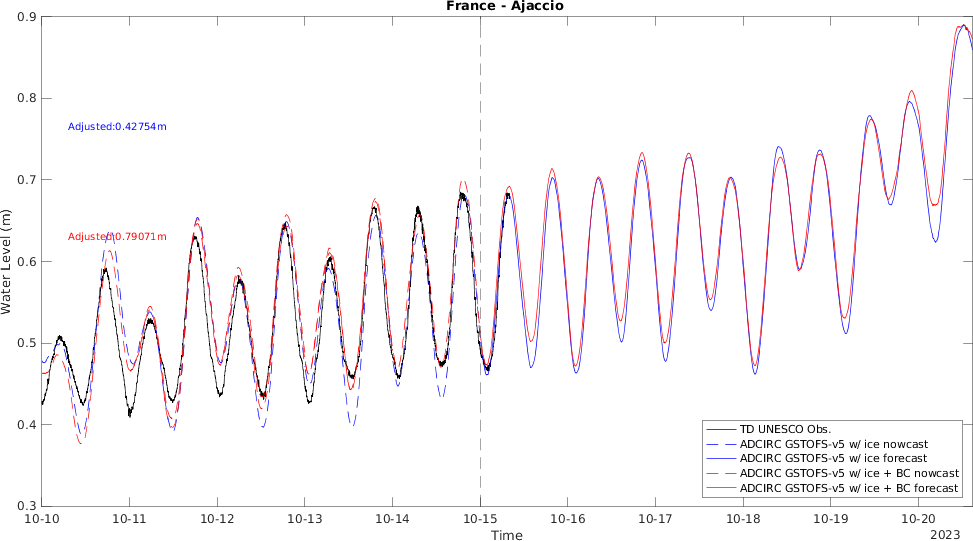 France - Ajaccio
0.9
0.8
0.7
0.6
0.5
0.4
0.3
Water Level (m)
Adjusted:0.42754m
Adjusted:0.79071m
TD UNESCO Obs.
ADCIRC GSTOFS-v5 w/ ice nowcast
ADCIRC GSTOFS-v5 w/ ice forecast
ADCIRC GSTOFS-v5 w/ ice + BC nowcast
ADCIRC GSTOFS-v5 w/ ice + BC forecast
10-10 10-11 10-12 10-13 10-14 10-15 10-16 10-17 10-18 10-19 10-20
Time
2023